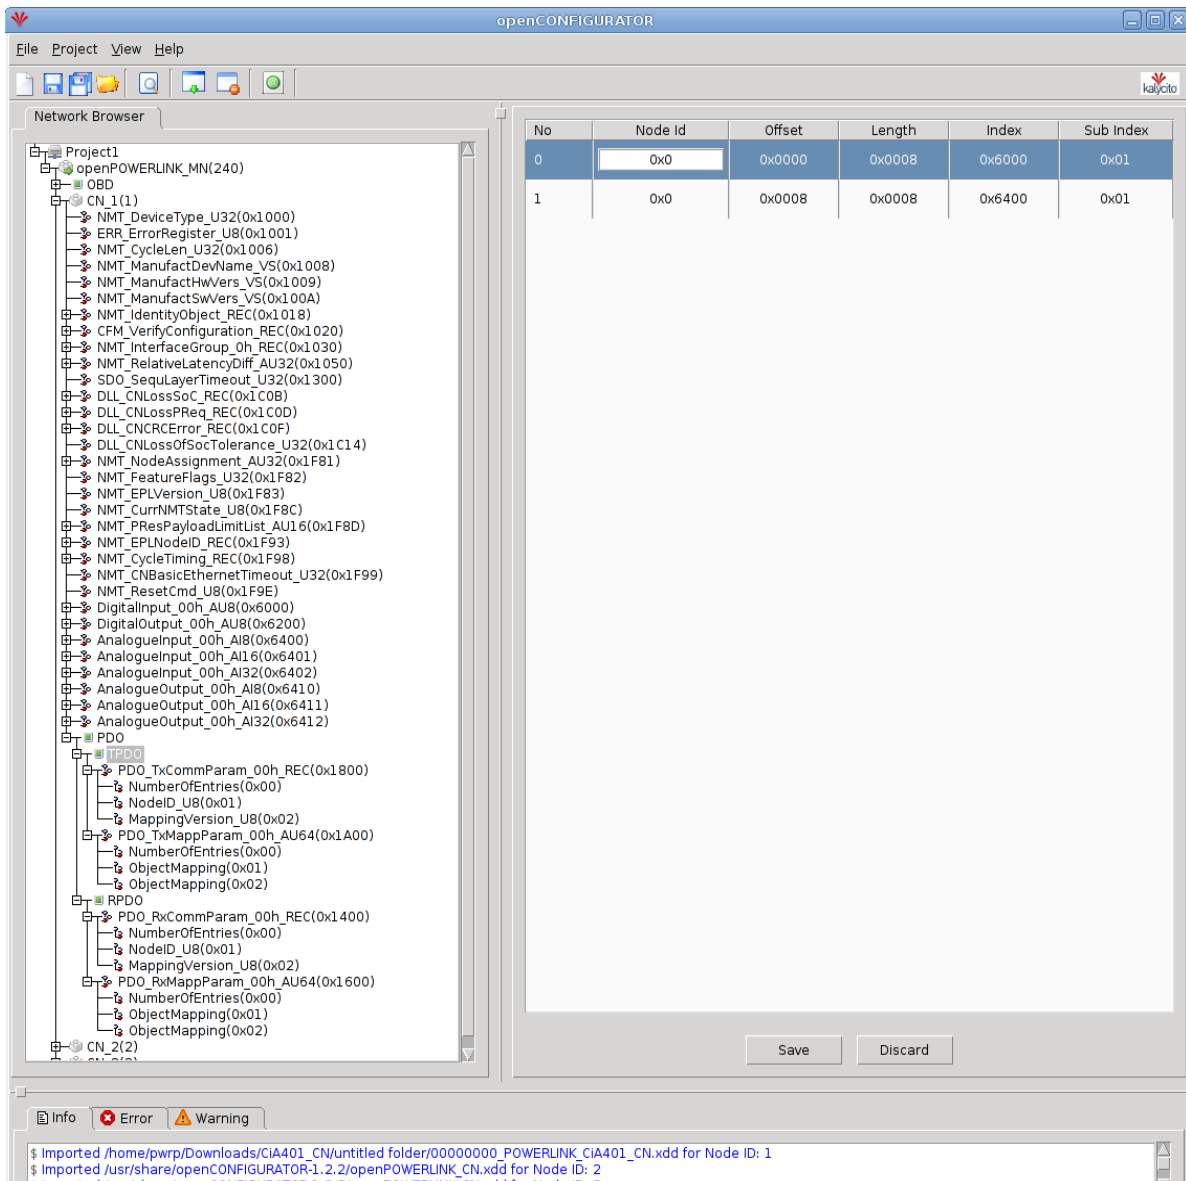 openCONFIGURATOR
File Project View Help
kalycito
Network Browser
No Node Id Offset Length Index Sub Index
0 0x0 0x0000 0x0008 0x6000 0x01
1 0x0 0x0008 0x0008 0x6400 0x01
Project1
openPOWERLINK_MN(240)
OBD
CN_1(1)
NMT_DeviceType_U32(0x1000)
ERR_ErrorRegister_U8(0x1001)
NMT_CycleLen_U32(0x1006)
NMT_ManufactDevName_VS(0x1008)
NMT_ManufactHwVers_VS(0x1009)
NMT_ManufactSwVers_VS(0x100A)
NMT_IdentityObject_REC(0x1018)
CFM_VerifyConfiguration_REC(0x1020)
NMT_InterfaceGroup_0h_REC(0x1030)
NMT_RelativeLatencyDiff_AU32(0x1050)
SDO_SequLayerTimeout_U32(0x1300)
DLL_CNLossSoC_REC(0x1C0B)
DLL_CNLossPReq_REC(0x1C0D)
DLL_CNCRCError_REC(0x1C0F)
DLL_CNLossOfSocTolerance_U32(0x1C14)
NMT_NodeAssignment_AU32(0x1F81)
NMT_FeatureFlags_U32(0x1F82)
NMT_EPLVersion_U8(0x1F83)
NMT_CurrNMTState_U8(0x1F8C)
NMT_PResPayloadLimitList_AU16(0x1F8D)
NMT_EPLNodeID_REC(0x1F93)
NMT_CycleTiming_REC(0x1F98)
NMT_CNBasicEthernetTimeout_U32(0x1F99)
NMT_ResetCmd_U8(0x1F9E)
DigitalInput_00h_AU8(0x6000)
DigitalOutput_00h_AU8(0x6200)
AnalogueInput_00h_AI8(0x6400)
AnalogueInput_00h_AI16(0x6401)
AnalogueInput_00h_AI32(0x6402)
AnalogueOutput_00h_AI8(0x6410)
AnalogueOutput_00h_AI16(0x6411)
AnalogueOutput_00h_AI32(0x6412)
PDO
TPDO
PDO_TxCommParam_00h_REC(0x1800)
NumberOfEntries(0x00)
NodeID_U8(0x01)
MappingVersion_U8(0x02)
PDO_TxMappParam_00h_AU64(0x1A00)
NumberOfEntries(0x00)
ObjectMapping(0x01)
ObjectMapping(0x02)
RPDO
PDO_RxCommParam_00h_REC(0x1400)
NumberOfEntries(0x00)
NodeID_U8(0x01)
MappingVersion_U8(0x02)
PDO_RxMappParam_00h_AU64(0x1600)
NumberOfEntries(0x00)
ObjectMapping(0x01)
ObjectMapping(0x02)
CN_2(2)
Save Discard
Info Error Warning
$ Imported /home/pwrp/Downloads/CiA401_CN/untitled folder/00000000_POWERLINK_CiA401_CN.xdd for Node ID: 1
$ Imported /usr/share/openCONFIGURATOR-1.2.2/openPOWERLINK_CN.xdd for Node ID: 2